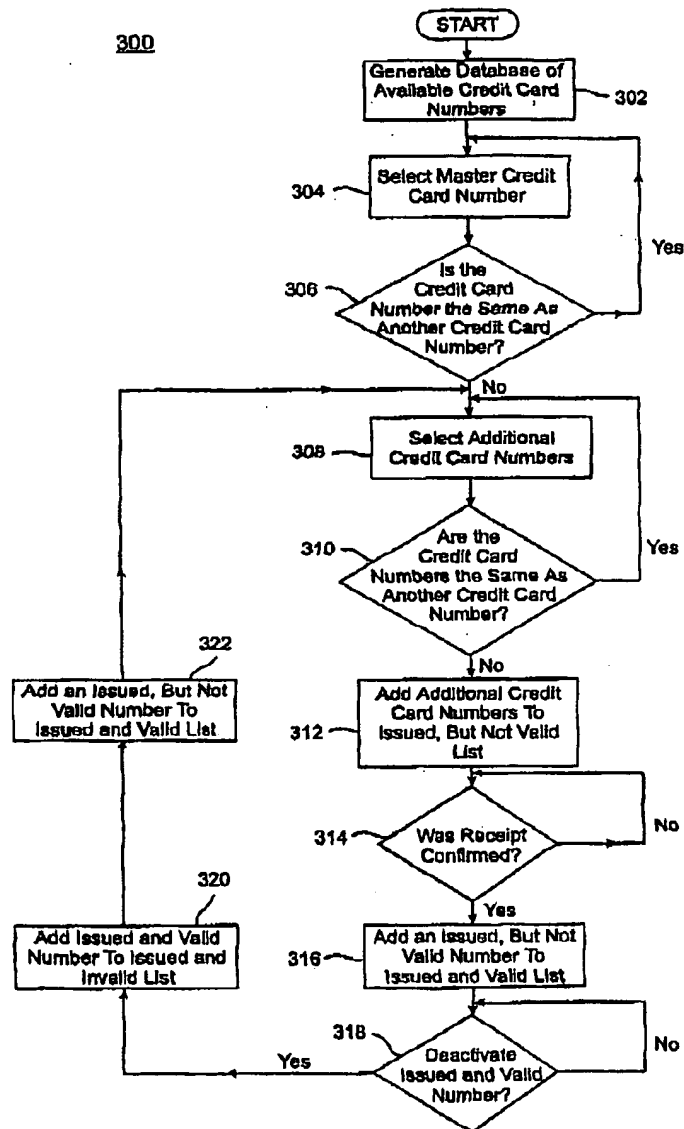 300
START
Generate Database of
Available Credit Card
Numbers
302
304
Select Master Credit
Card Number
Yes
306
Is the
Credit Card
Number the Same As
Another Credit Card
Number?
No
308
Select Additional
Credit Card Numbers
310
Are the
Credit Card
Numbers the Same As
Another Credit Card
Number?
Yes
No
322
Add an Issued, But Not
Valid Number To
Issued and Valid List
312
Add Additional Credit
Card Numbers To
Issued, But Not Valid
List
314
Was Receipt
Confirmed?
No
Yes
320
Add Issued and Valid
Number To Issued and
Invalid List
316
Add an Issued, But Not
Valid Number To
Issued and Valid List
318
Deactivate
Issued and Valid
Number?
No
Yes